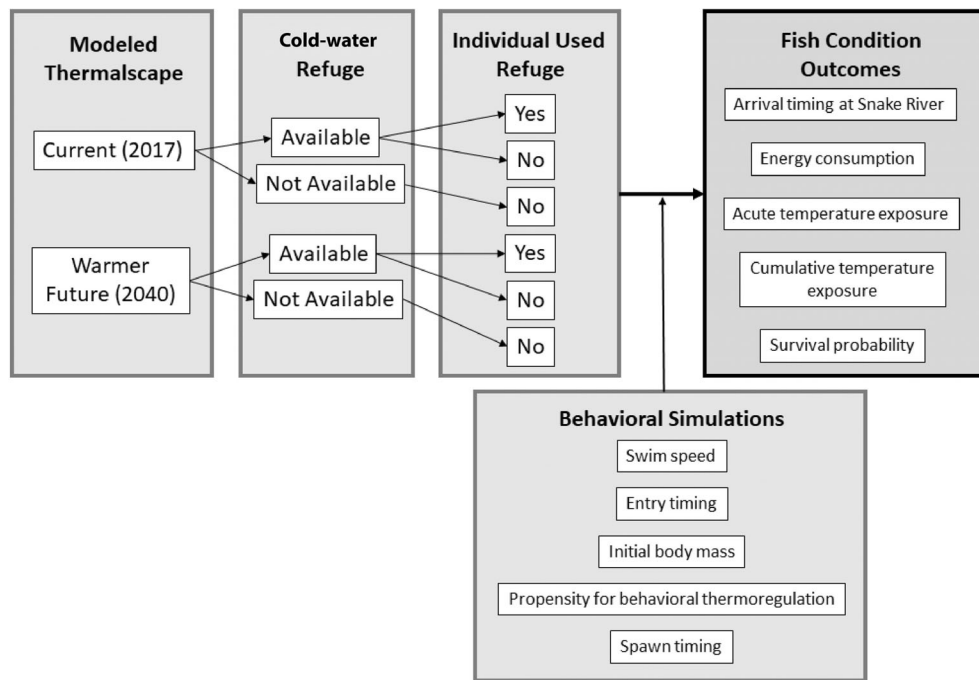 Modeled
Thermalscape
Current (2017)
Warmer
Future (2040)
Cold-water
Refuge
Available
Not Available
Available
Not Available
Individual Used
Refuge
Yes
No
No
Yes
No
No
Fish Condition
Outcomes
Arrival timing at Snake River
Energy consumption
Acute temperature exposure
Cumulative temperature
exposure
Survival probability
Behavioral Simulations
Swim speed
Entry timing
Initial body mass
Propensity for behavioral thermoregulation
Spawn timing